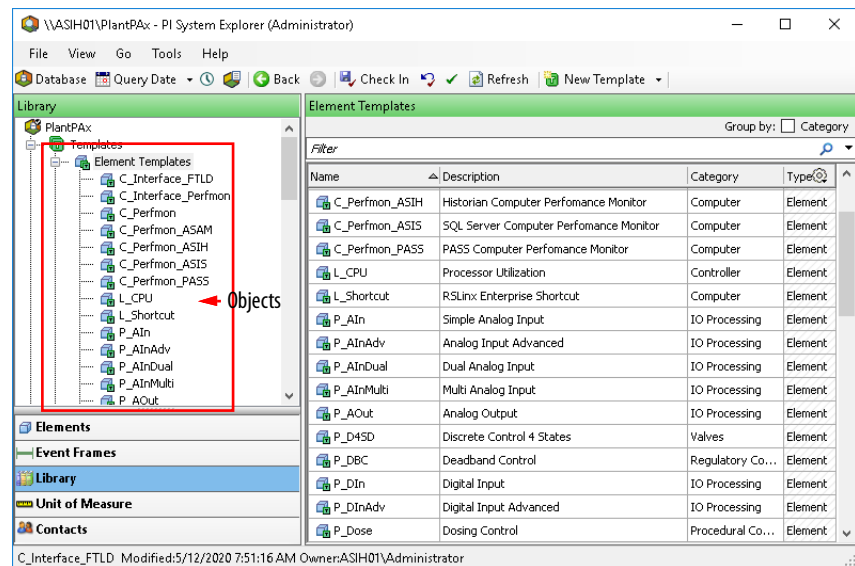 \\ASIH01\PlantPAx - PI System Explorer (Administrator)
File View Go Tools Help
Database Query Date Back Check In Refresh New Template
Library
PlantPAx
Templates
Element Templates
C_Interface_FTLD
C_Interface_Perfmon
C_Perfmon
C_Perfmon_ASAM
C_Perfmon_ASIH
C_Perfmon_ASIS
C_Perfmon_PASS
L_CPU
L_Shortcut
P_AIn
P_AInAdv
P_AInDual
P_AInMulti
P_AOut
Objects
Elements
Event Frames
Library
Unit of Measure
Contacts
Element Templates
Group by: Category
Filter
Name Description Category Type
C_Perfmon_ASIH Historian Computer Perfomance Monitor Computer Element
C_Perfmon_ASIS SQL Server Computer Perfomance Monitor Computer Element
C_Perfmon_PASS PASS Computer Perfomance Monitor Computer Element
L_CPU Processor Utilization Controller Element
L_Shortcut RSLinx Enterprise Shortcut Computer Element
P_AIn Simple Analog Input IO Processing Element
P_AInAdv Analog Input Advanced IO Processing Element
P_AInDual Dual Analog Input IO Processing Element
P_AInMulti Multi Analog Input IO Processing Element
P_AOut Analog Output IO Processing Element
P_D4SD Discrete Control 4 States Valves Element
P_DBC Deadband Control Regulatory Co... Element
P_DIn Digital Input IO Processing Element
P_DInAdv Digital Input Advanced IO Processing Element
P_Dose Dosing Control Procedural Co... Element
C_Interface_FTLD Modified:5/12/2020 7:51:16 AM Owner:ASIH01\Administrator